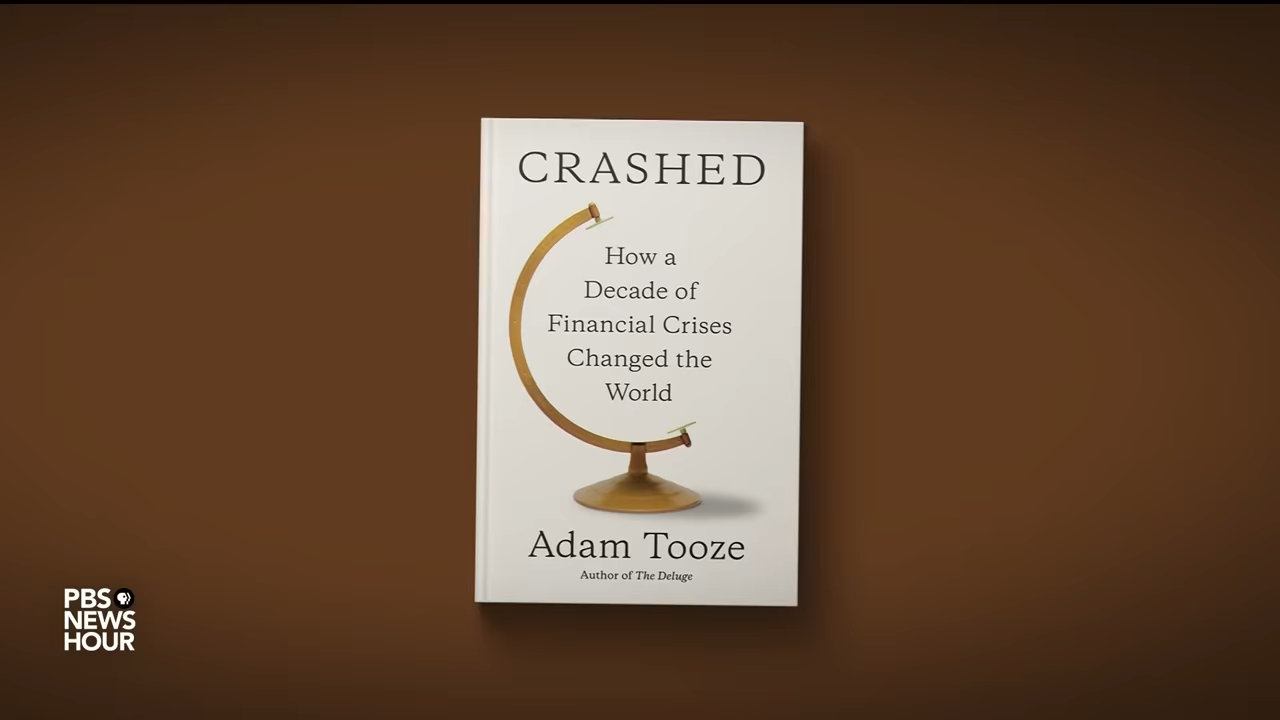 CRASHED
How a
Decade of
Financial Crises
Changed the
World
Adam Tooze
Author of The Deluge
PBS
NEWS
HOUR